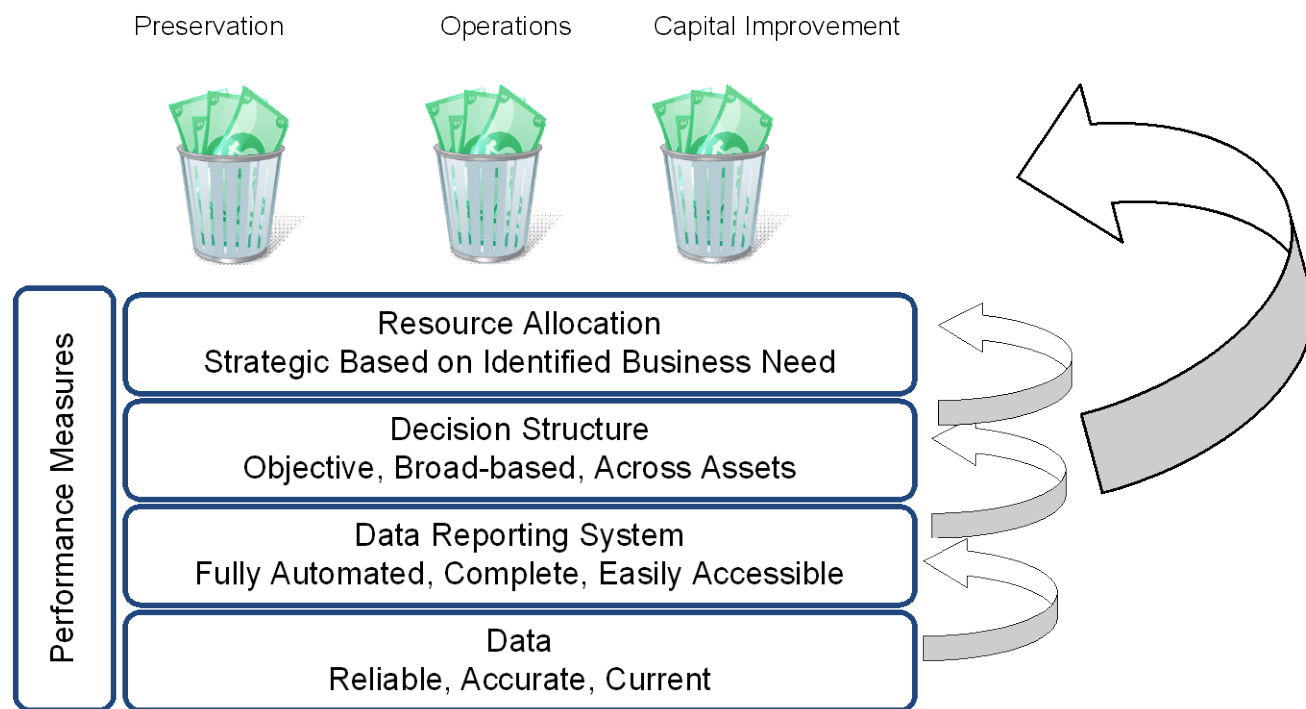 Preservation
Operations
Capital Improvement
Performance Measures
Resource Allocation
Strategic Based on Identified Business Need
Decision Structure
Objective, Broad-based, Across Assets
Data Reporting System
Fully Automated, Complete, Easily Accessible
Data
Reliable, Accurate, Current